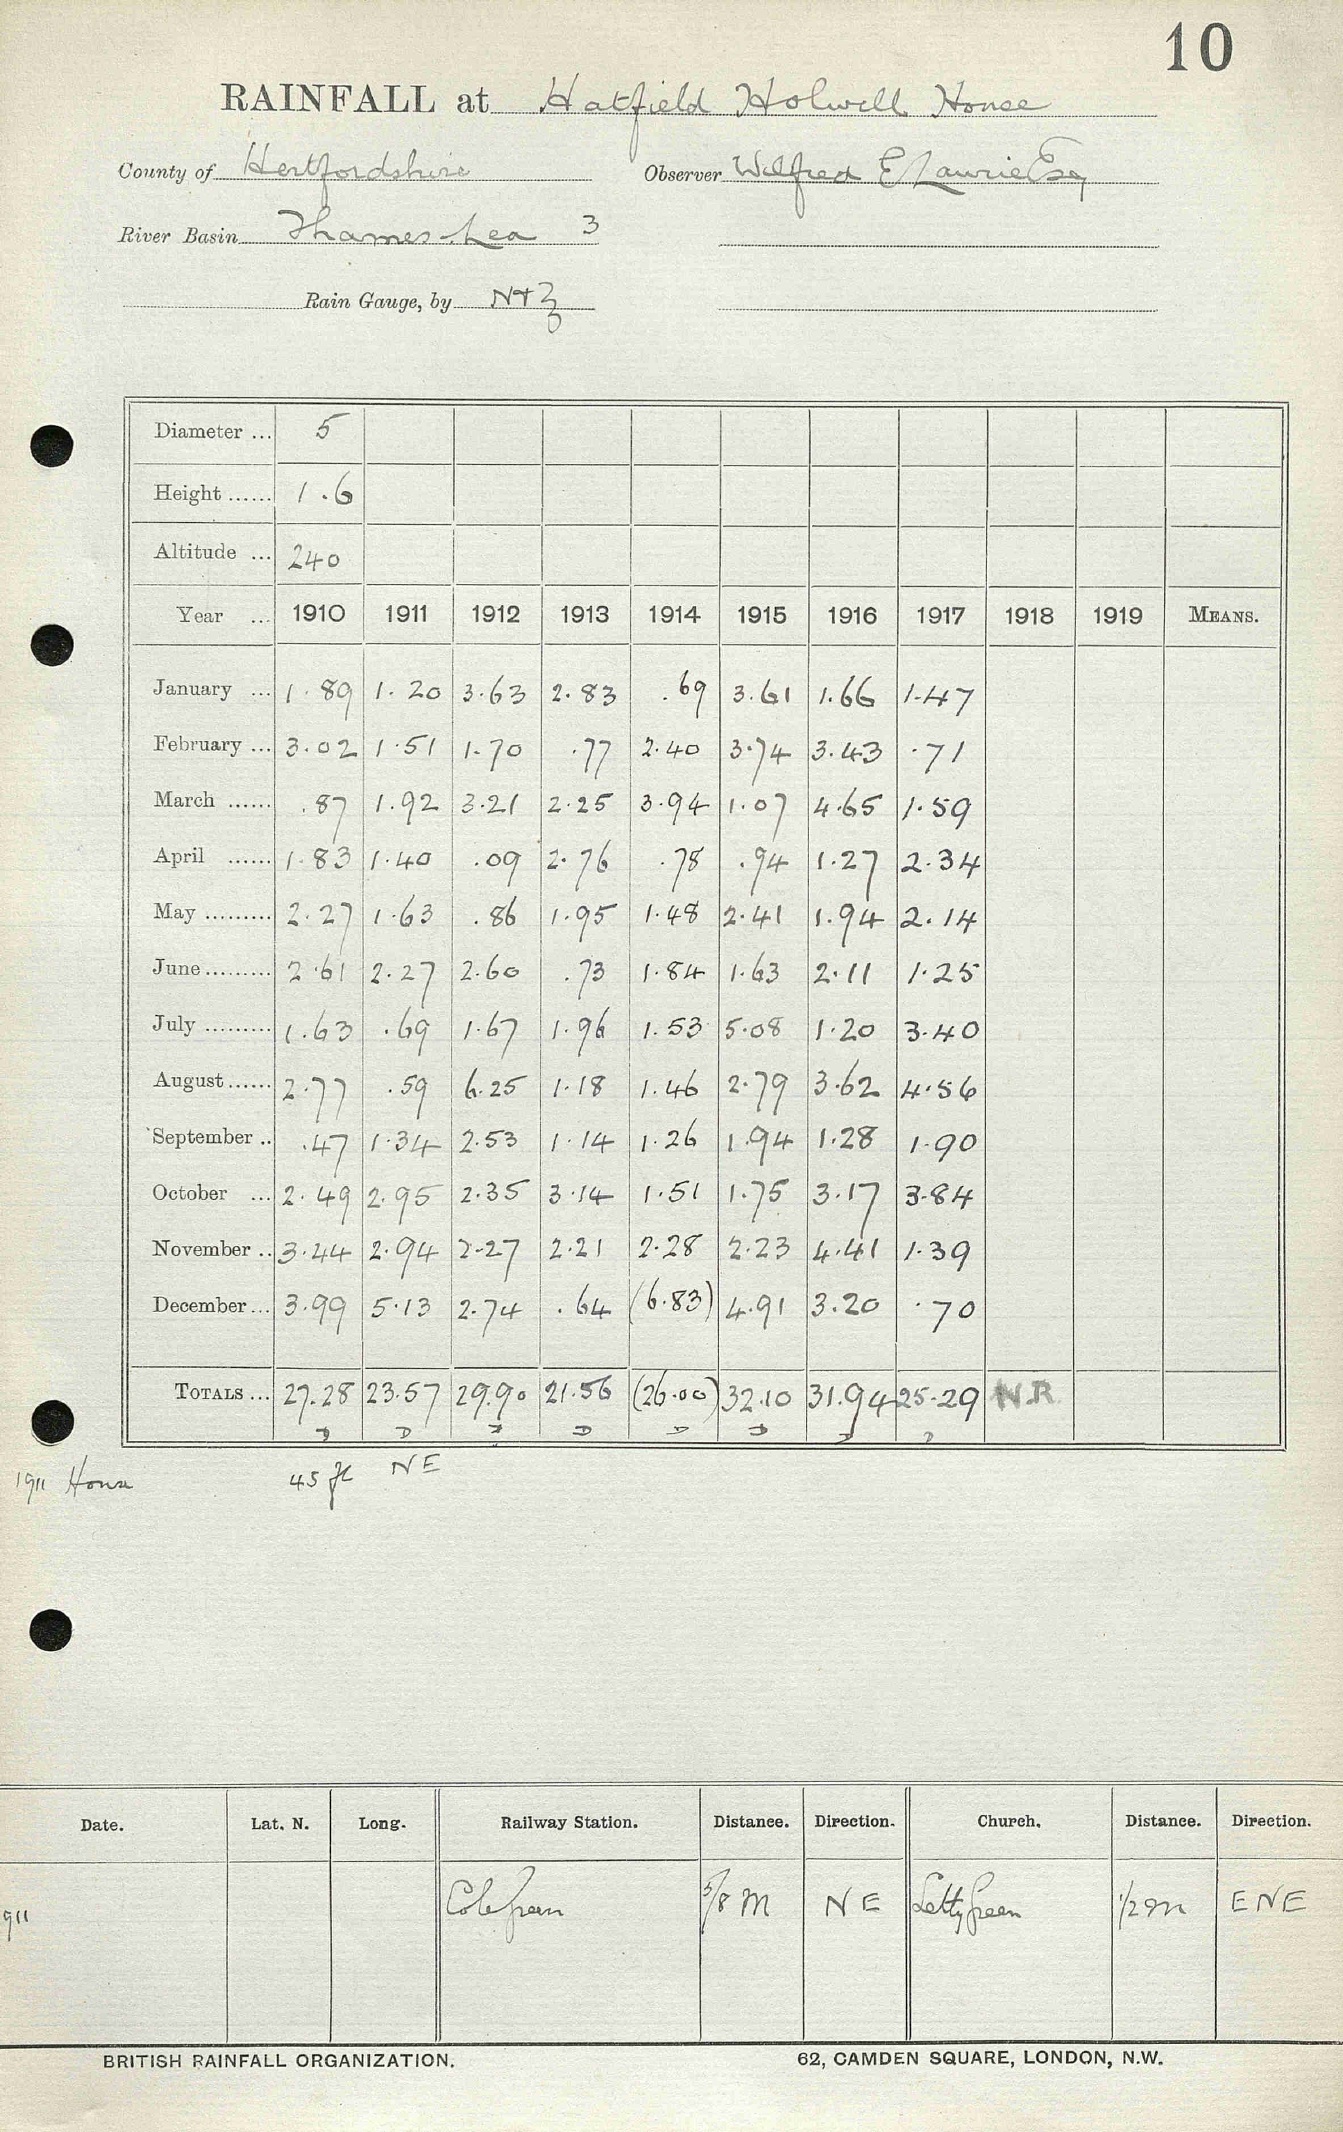 10
RAINFALL at Hatfield Holwell House
County of Hertfordshire Observer Wilfred E Laurie Esq
River Basin Thames-Lea 3
Rain Gauge, by N+Z
Diameter ... 5
Height ...... 1.6
Altitude ... 240
Year ... 1910 1911 1912 1913 1914 1915 1916 1917 1918 1919 MEANS.
January ... 1.89 1.20 3.63 2.83 .69 3.61 1.66 1.47
February ... 3.02 1.51 1.70 .77 2.40 3.74 3.43 .71
March ...... .87 1.92 3.21 2.25 3.94 1.07 4.65 1.59
April ...... 1.83 1.40 .09 2.76 .78 .94 1.27 2.34
May ......... 2.27 1.63 .86 1.95 1.48 2.41 1.94 2.14
June ......... 2.61 2.27 2.60 .73 1.84 1.63 2.11 1.25
July ......... 1.63 .69 1.67 1.96 1.53 5.08 1.20 3.40
August ...... 2.77 .59 6.25 1.18 1.46 2.79 3.62 4.56
September .. .47 1.34 2.53 1.14 1.26 1.94 1.28 1.90
October ... 2.49 2.95 2.35 3.14 1.51 1.75 3.17 3.84
November .. 3.44 2.94 2.27 2.21 2.28 2.23 4.41 1.39
December ... 3.99 5.13 2.74 .64 (6.83) 4.91 3.20 .70
TOTALS ... 27.28 23.57 29.90 21.56 (26.00) 32.10 31.94 25.29 N.R.
D D D D D D D
1911 House 45 ft NE
Date. Lat. N. Long. Railway Station. Distance. Direction. Church. Distance. Direction.
911 Cole Green 5/8 M NE Letty Green 1/2 m ENE
BRITISH RAINFALL ORGANIZATION. 62, CAMDEN SQUARE, LONDON, N.W.